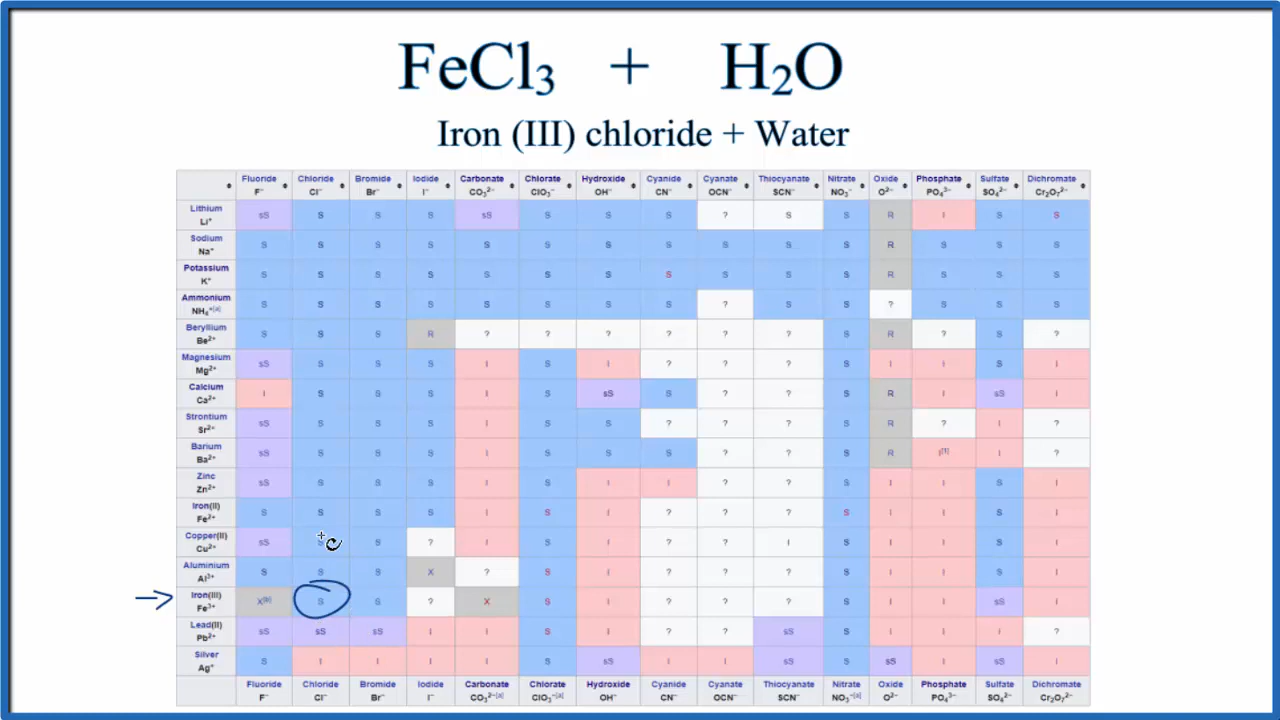 FeCl₃ + H₂O
Iron (III) chloride + Water
Fluoride Chloride Bromide Iodide Carbonate Chlorate Hydroxide Cyanide Cyanate Thiocyanate Nitrate Oxide Phosphate Sulfate Dichromate
F⁻ Cl⁻ Br⁻ I⁻ CO₃²⁻ ClO₃⁻ OH⁻ CN⁻ OCN⁻ SCN⁻ NO₃⁻ O²⁻ PO₄³⁻ SO₄²⁻ Cr₂O₇²⁻
Lithium
Li⁺ sS S S S sS S S S ? S S R I S S
Sodium
Na⁺ S S S S S S S S S S S R S S S
Potassium
K⁺ S S S S S S S S S S S R S S S
Ammonium
NH₄⁺[a] S S S S S S S S ? S S ? S S S
Beryllium
Be²⁺ S S S R ? ? ? ? ? ? S R ? S ?
Magnesium
Mg²⁺ sS S S S I S I ? ? ? S I I S I
Calcium
Ca²⁺ I S S S I S sS S ? ? S R I sS I
Strontium
Sr²⁺ sS S S S I S S ? ? ? S R ? I ?
Barium
Ba²⁺ sS S S S I S S S ? ? S R I[1] I ?
Zinc
Zn²⁺ sS S S S I S I I ? ? S I I S I
Iron(II)
Fe²⁺ S S S S I S I ? ? ? S I I S I
Copper(II)
Cu²⁺ sS S S ? I S I ? ? I S I I S I
Aluminium
Al³⁺ S S S X ? S I ? ? ? S I I S I
Iron(III)
Fe³⁺ X[b] S S ? X S I ? ? ? S I I sS I
Lead(II)
Pb²⁺ sS sS sS I I S I ? ? sS S I I I ?
Silver
Ag⁺ S I I I I S sS I I sS S sS I sS I
Fluoride Chloride Bromide Iodide Carbonate Chlorate Hydroxide Cyanide Cyanate Thiocyanate Nitrate Oxide Phosphate Sulfate Dichromate
F⁻ Cl⁻ Br⁻ I⁻ CO₃²⁻[a] ClO₃⁻[a] OH⁻ CN⁻ OCN⁻ SCN⁻ NO₃⁻[a] O²⁻ PO₄³⁻ SO₄²⁻ Cr₂O₇²⁻